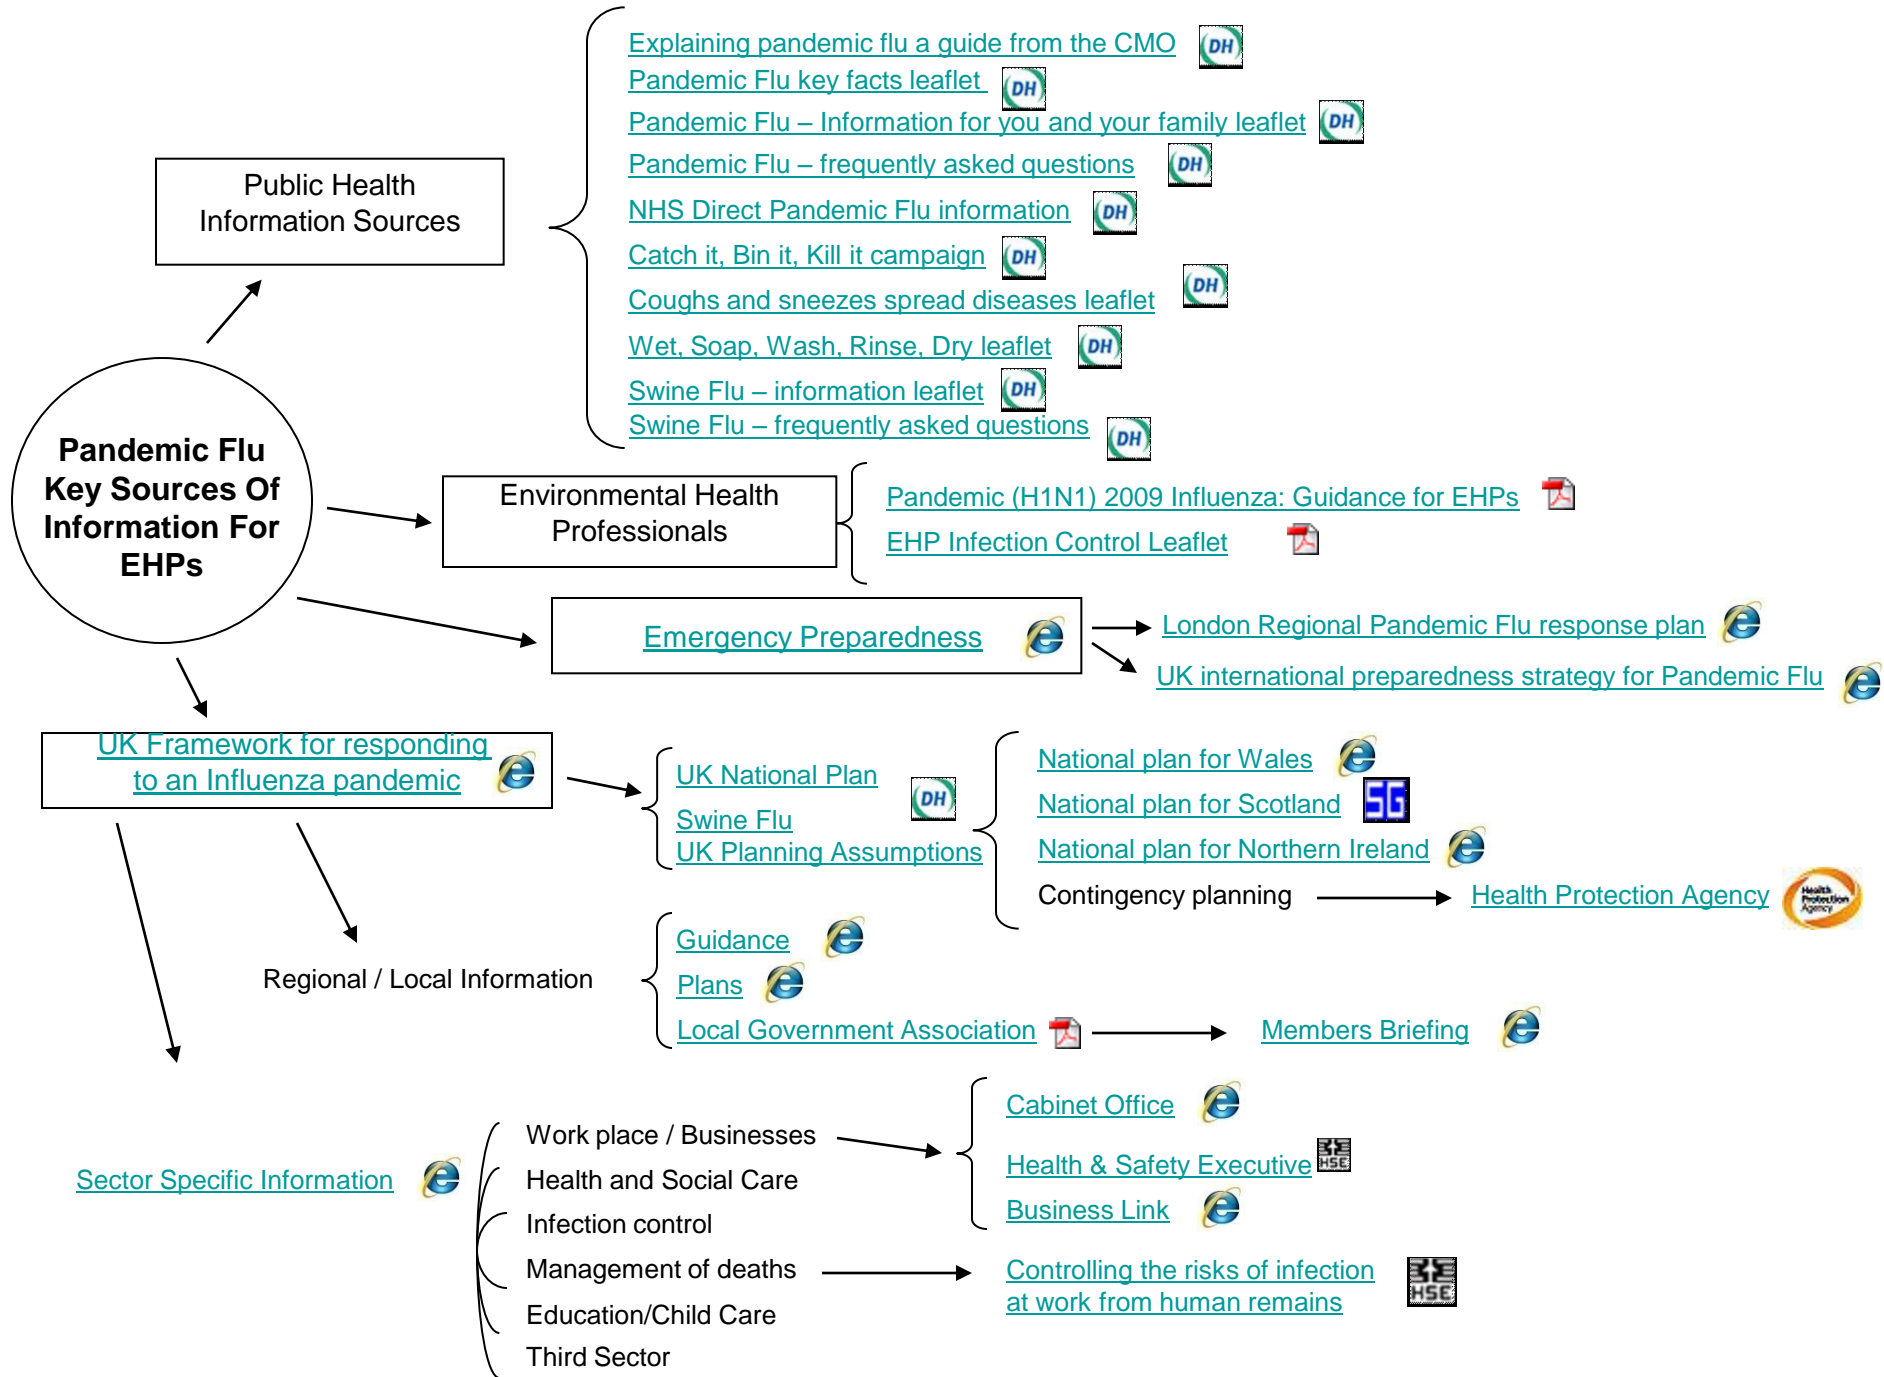 Explaining pandemic flu a guide from the CMO
DH
Pandemic Flu key facts leaflet
DH
Pandemic Flu – Information for you and your family leaflet
DH
Pandemic Flu – frequently asked questions
DH
Public Health
Information Sources
NHS Direct Pandemic Flu information
DH
Catch it, Bin it, Kill it campaign
DH
Coughs and sneezes spread diseases leaflet
DH
Wet, Soap, Wash, Rinse, Dry leaflet
DH
Swine Flu – information leaflet
DH
Swine Flu – frequently asked questions
DH
Pandemic Flu
Key Sources Of
Information For
EHPs
Environmental Health
Professionals
Pandemic (H1N1) 2009 Influenza: Guidance for EHPs
EHP Infection Control Leaflet
Emergency Preparedness
London Regional Pandemic Flu response plan
UK international preparedness strategy for Pandemic Flu
UK Framework for responding
to an Influenza pandemic
UK National Plan
DH
Swine Flu
UK Planning Assumptions
National plan for Wales
National plan for Scotland
SG
National plan for Northern Ireland
Contingency planning
Health Protection Agency
Health
Protection
Agency
Regional / Local Information
Guidance
Plans
Local Government Association
Members Briefing
Sector Specific Information
Work place / Businesses
Health and Social Care
Infection control
Management of deaths
Education/Child Care
Third Sector
Cabinet Office
Health & Safety Executive
HSE
Business Link
Controlling the risks of infection
at work from human remains
HSE